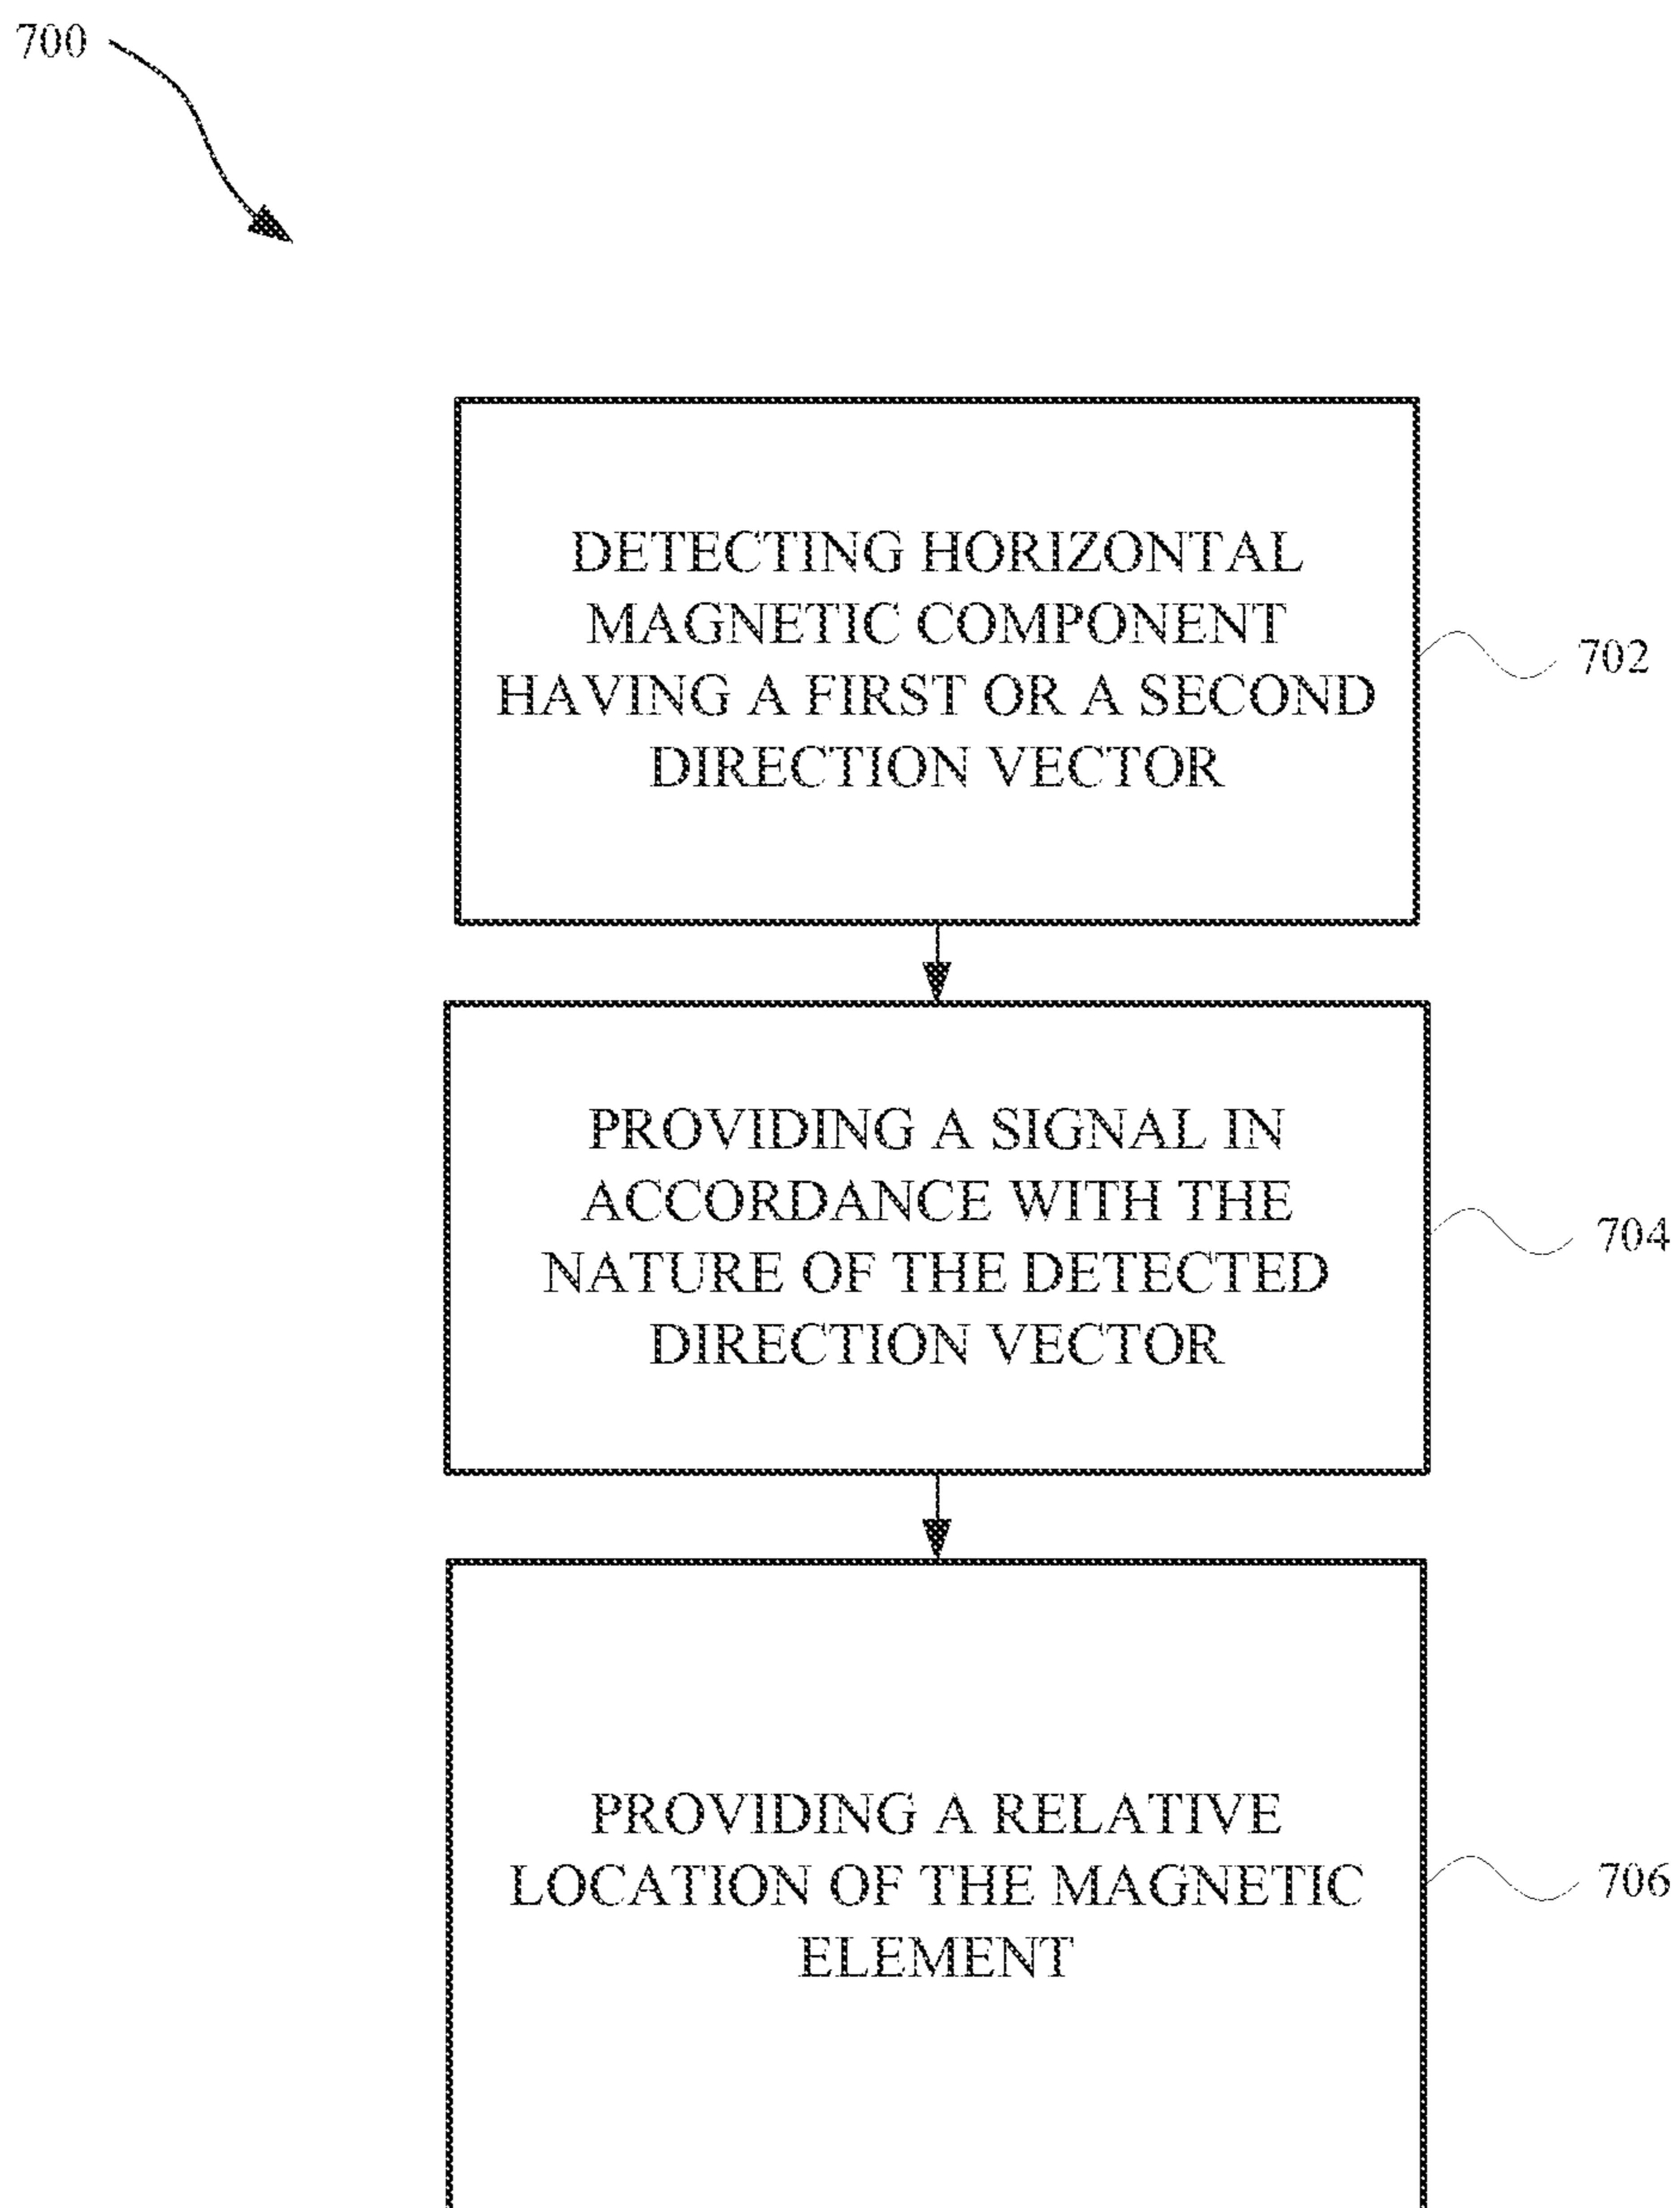 700
DETECTING HORIZONTAL
MAGNETIC COMPONENT
HAVING A FIRST OR A SECOND
DIRECTION VECTOR
702
PROVIDING A SIGNAL IN
ACCORDANCE WITH THE
NATURE OF THE DETECTED
DIRECTION VECTOR
704
PROVIDING A RELATIVE
LOCATION OF THE MAGNETIC
ELEMENT
706